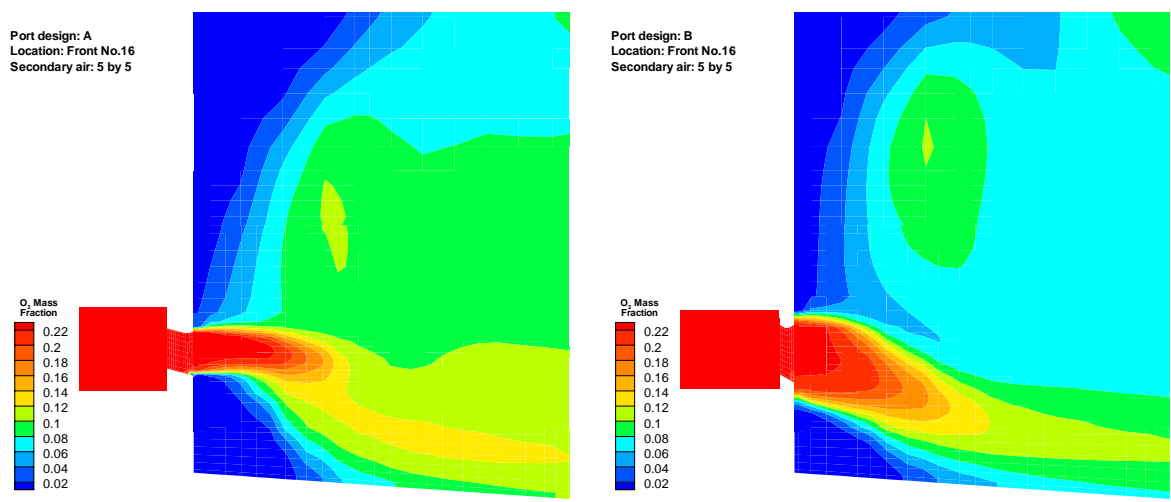 Port design: A
Location: Front No.16
Secondary air: 5 by 5
O2 Mass
Fraction
0.22
0.2
0.18
0.16
0.14
0.12
0.1
0.08
0.06
0.04
0.02
Port design: B
Location: Front No.16
Secondary air: 5 by 5
O2 Mass
Fraction
0.22
0.2
0.18
0.16
0.14
0.12
0.1
0.08
0.06
0.04
0.02